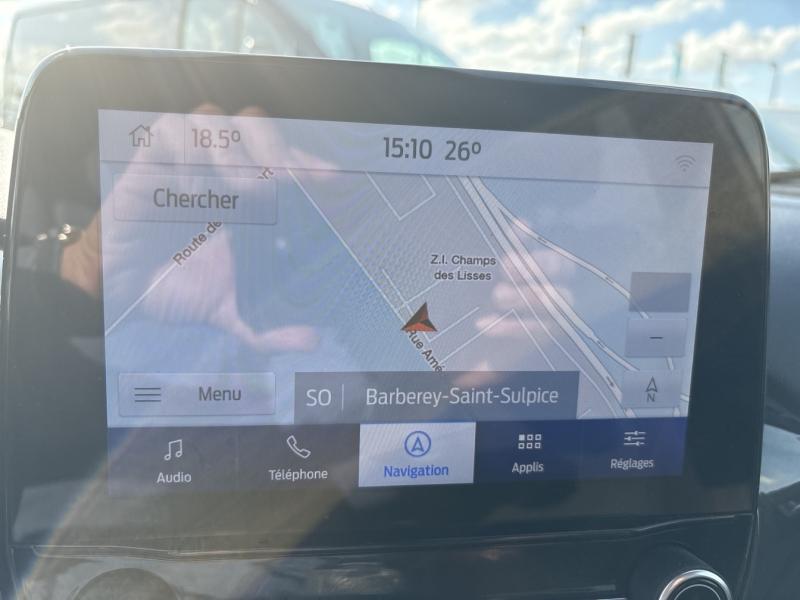 18.5° 15:10 26°
Chercher
Route de
Z.I. Champs
des Lisses
Rue Amé
N
Menu SO Barberey-Saint-Sulpice
Audio Téléphone Navigation Applis Réglages